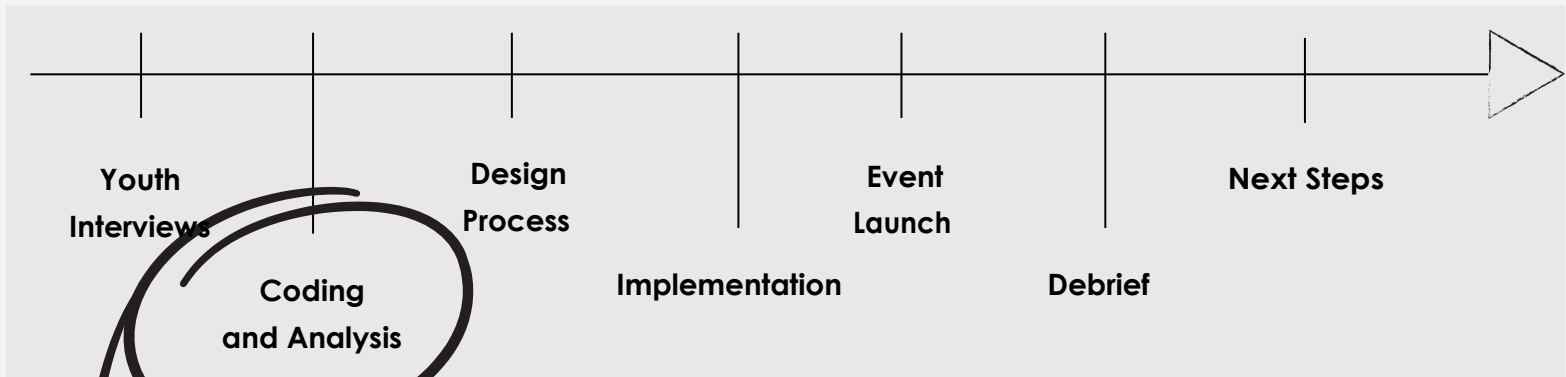 Youth
Interviews
Coding
and Analysis
Design
Process
Implementation
Event
Launch
Debrief
Next Steps